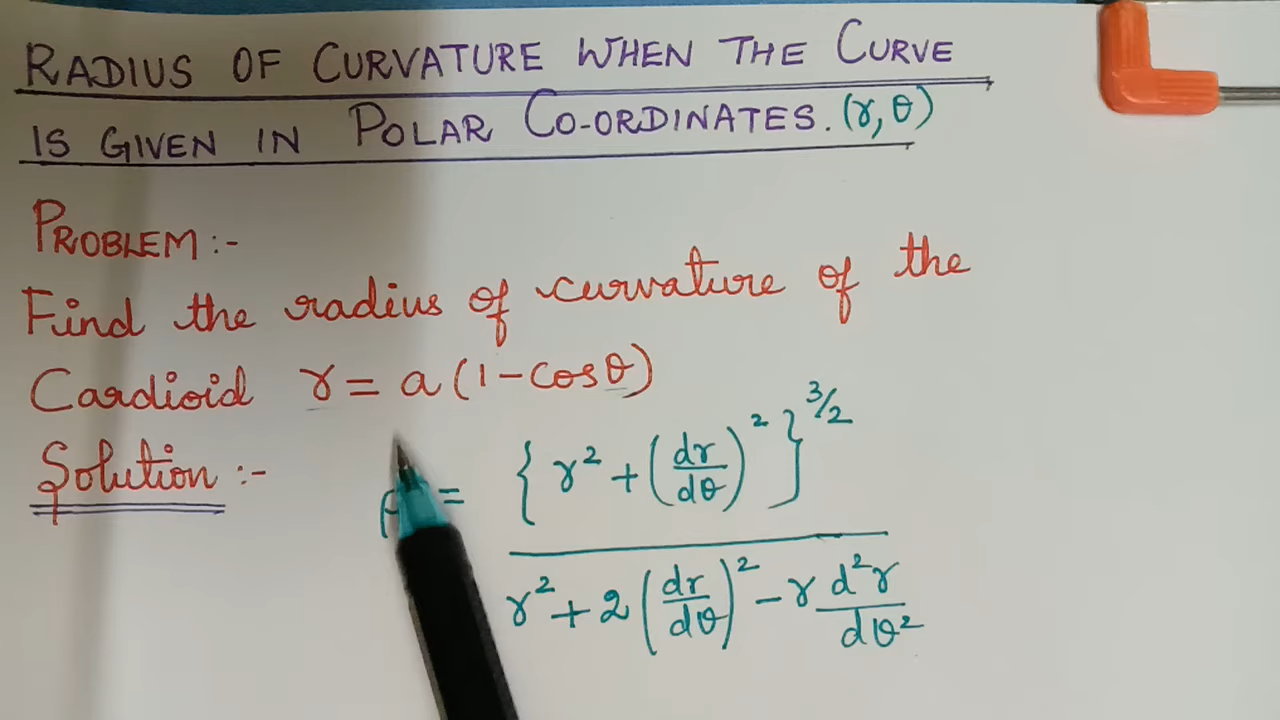 RADIUS OF CURVATURE WHEN THE CURVE
IS GIVEN IN POLAR CO-ORDINATES. (r, θ)
PROBLEM:-
Find the radius of curvature of the
Cardioid r = a (1 - cosθ)
Solution :-
= { r² + (dr/dθ)² }^3/2
r² + 2 (dr/dθ)² - r d²r/dθ²